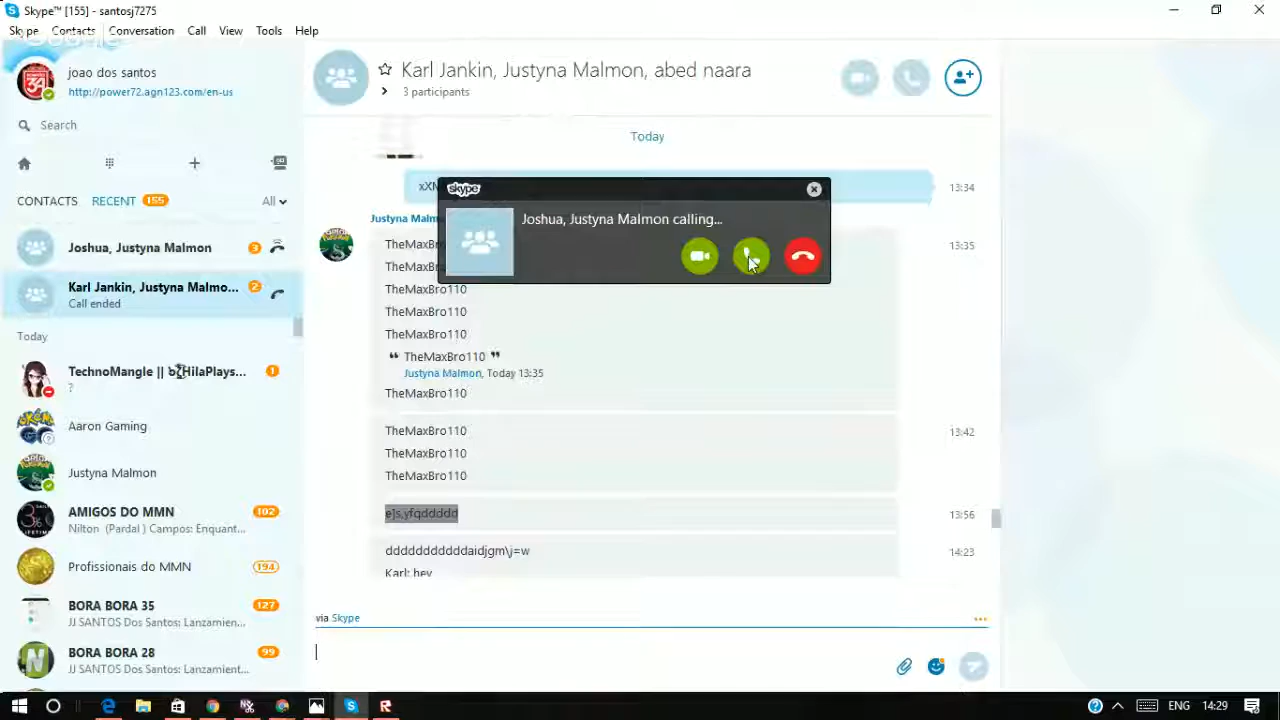 Skype™ [155] - santosj7275
Skype Contacts Conversation Call View Tools Help
joao dos santos
http://power72.agn123.com/en-us
Search
CONTACTS RECENT 155 All
Joshua, Justyna Malmon 3
Karl Jankin, Justyna Malmo... 2
Call ended
Today
TechnoMangle || HilaPlays... 1
?
Aaron Gaming
Justyna Malmon
AMIGOS DO MMN 102
Nilton (Pardal) Campos: Enquant...
Profissionais do MMN 194
BORA BORA 35 127
JJ SANTOS Dos Santos: Lanzamien...
BORA BORA 28 99
JJ SANTOS Dos Santos: Lanzamient...
Karl Jankin, Justyna Malmon, abed naara
3 participants
Today
13:34
Justyna Malm
TheMaxBro 13:35
skype
Joshua, Justyna Malmon calling...
TheMaxBro110
TheMaxBro110
TheMaxBro110
❝ TheMaxBro110 ❞
Justyna Malmon, Today 13:35
TheMaxBro110
TheMaxBro110 13:42
TheMaxBro110
TheMaxBro110
e]s,yfqddddd 13:56
dddddddddddaidjgm\j=w 14:23
Karl: hey
via Skype
ENG 14:29